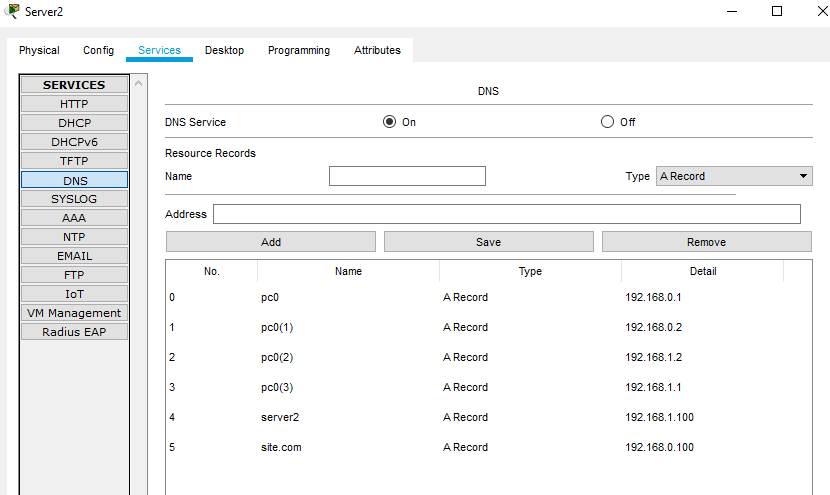 Server2
Physical Config Services Desktop Programming Attributes
SERVICES
HTTP
DHCP
DHCPv6
TFTP
DNS
SYSLOG
AAA
NTP
EMAIL
FTP
IoT
VM Management
Radius EAP
DNS
DNS Service On Off
Resource Records
Name Type A Record
Address
Add Save Remove
No. Name Type Detail
0 pc0 A Record 192.168.0.1
1 pc0(1) A Record 192.168.0.2
2 pc0(2) A Record 192.168.1.2
3 pc0(3) A Record 192.168.1.1
4 server2 A Record 192.168.1.100
5 site.com A Record 192.168.0.100